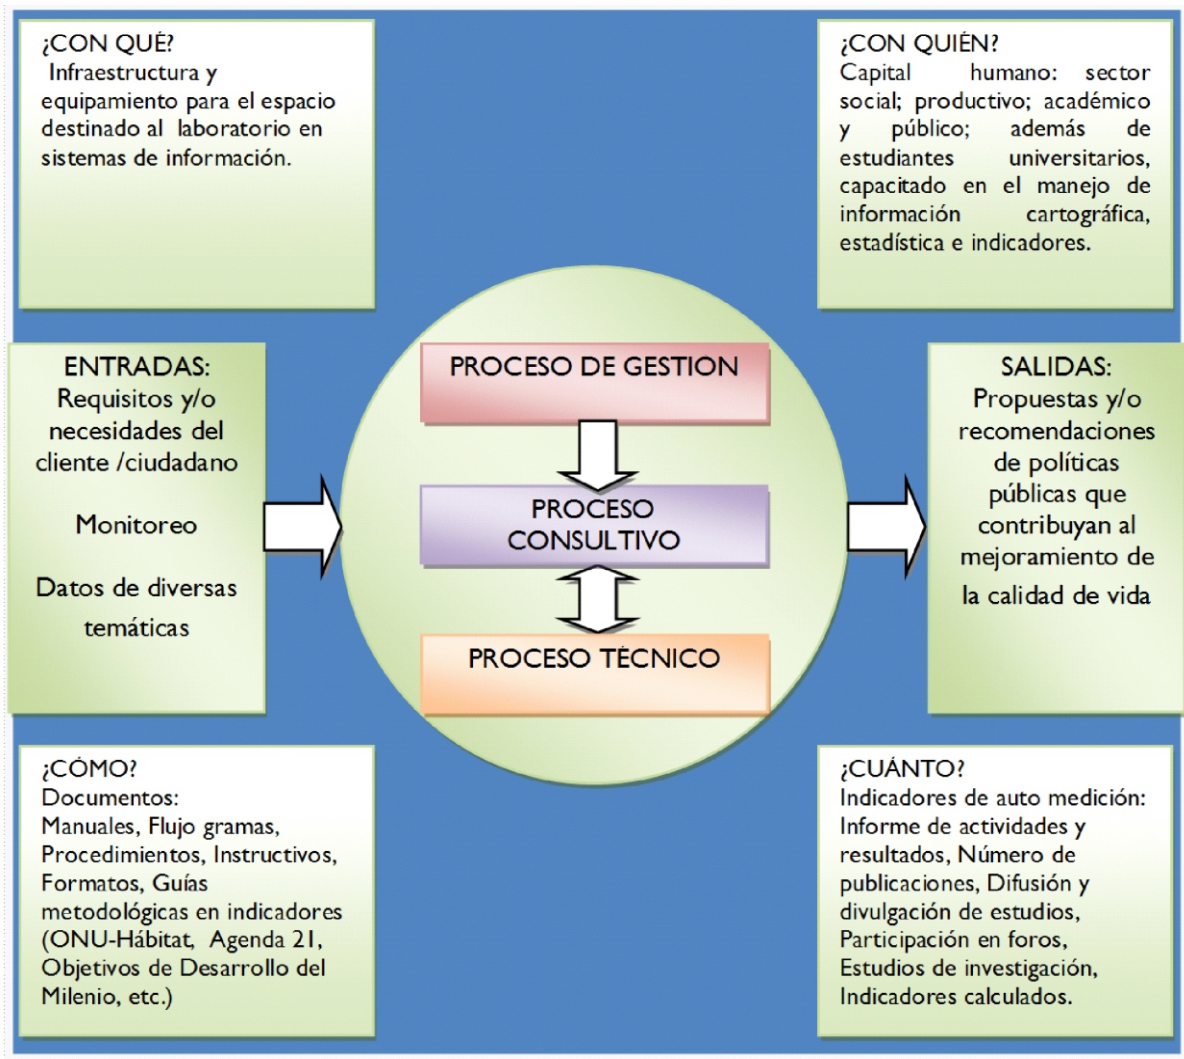 ¿CON QUÉ?
Infraestructura y
equipamiento para el espacio
destinado al laboratorio en
sistemas de información.
¿CON QUIÉN?
Capital humano: sector
social; productivo; académico
y público; además de
estudiantes universitarios,
capacitado en el manejo de
información cartográfica,
estadística e indicadores.
ENTRADAS:
Requisitos y/o
necesidades del
cliente /ciudadano
Monitoreo
Datos de diversas
temáticas
PROCESO DE GESTION
PROCESO
CONSULTIVO
PROCESO TÉCNICO
SALIDAS:
Propuestas y/o
recomendaciones
de políticas
públicas que
contribuyan al
mejoramiento de
la calidad de vida
¿CÓMO?
Documentos:
Manuales, Flujo gramas,
Procedimientos, Instructivos,
Formatos, Guías
metodológicas en indicadores
(ONU-Hábitat, Agenda 21,
Objetivos de Desarrollo del
Milenio, etc.)
¿CUÁNTO?
Indicadores de auto medición:
Informe de actividades y
resultados, Número de
publicaciones, Difusión y
divulgación de estudios,
Participación en foros,
Estudios de investigación,
Indicadores calculados.